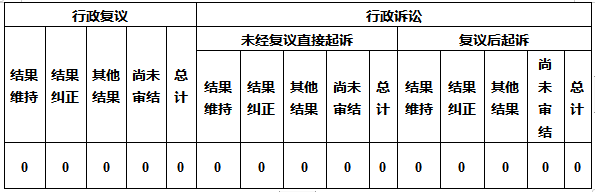 行政复议 行政诉讼
未经复议直接起诉 复议后起诉
结果维持 结果纠正 其他结果 尚未审结 总计 结果维持 结果纠正 其他结果 尚未审结 总计 结果维持 结果纠正 其他结果 尚未审结 总计
0 0 0 0 0 0 0 0 0 0 0 0 0 0 0